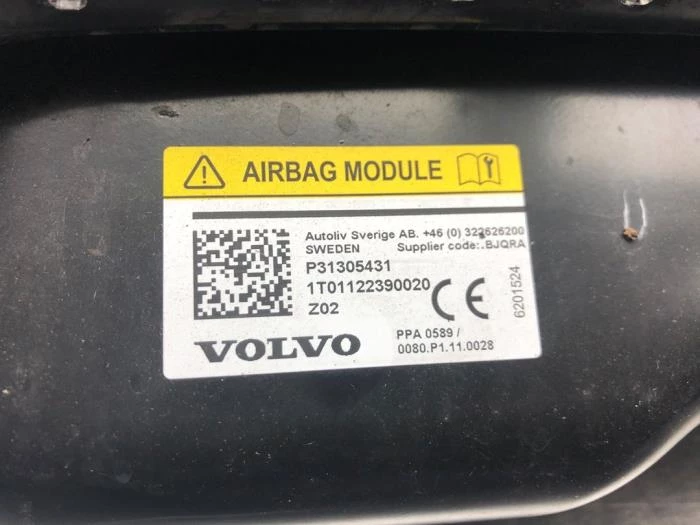 AIRBAG MODULE
Autoliv Sverige AB. +46 (0) 322626200
SWEDEN Supplier code:.BJQRA
P31305431
1T01122390020
Z02
VOLVO
CE
PPA 0589 /
0080.P1.11.0028
6201524